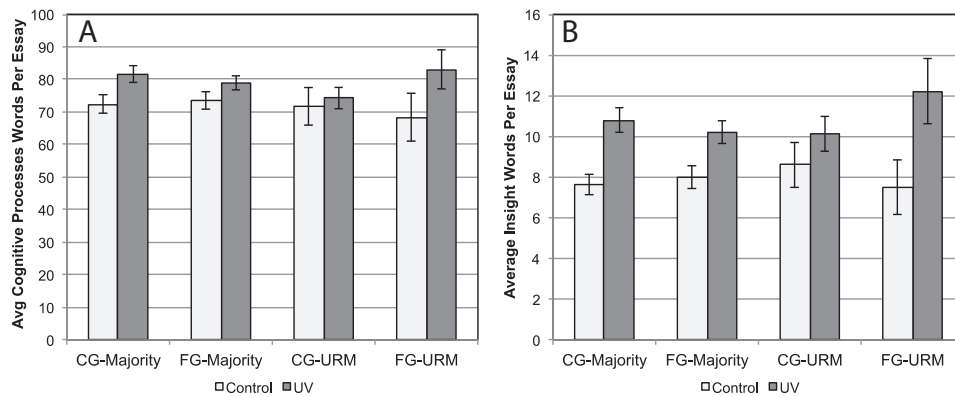 A
Avg Cognitive Processes Words Per Essay
100
90
80
70
60
50
40
30
20
10
0
CG-Majority FG-Majority CG-URM FG-URM
Control UV
B
Average Insight Words Per Essay
16
14
12
10
8
6
4
2
0
CG-Majority FG-Majority CG-URM FG-URM
Control UV